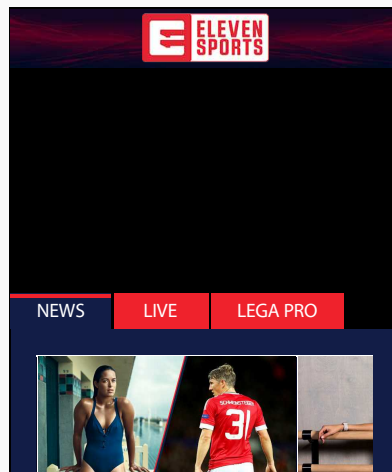 ELEVEN
SPORTS
NEWS
LIVE
LEGA PRO
SCHWEINSTEIGER
31